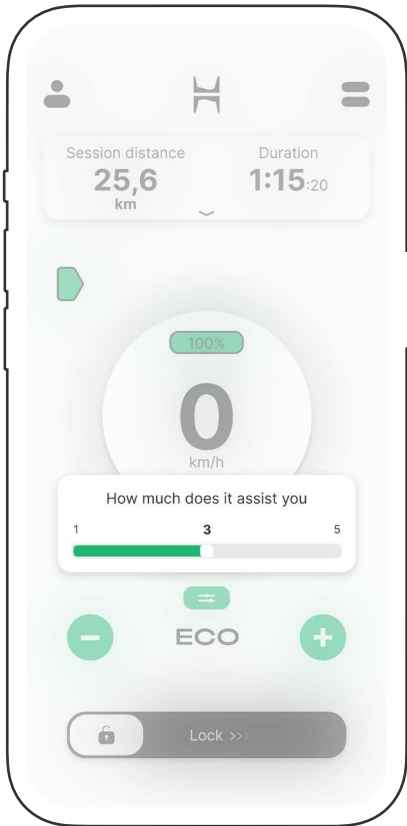 Session distance
Duration
25,6
1:15:20
km
100%
0
km/h
How much does it assist you
1 3 5
ECO
Lock >>>